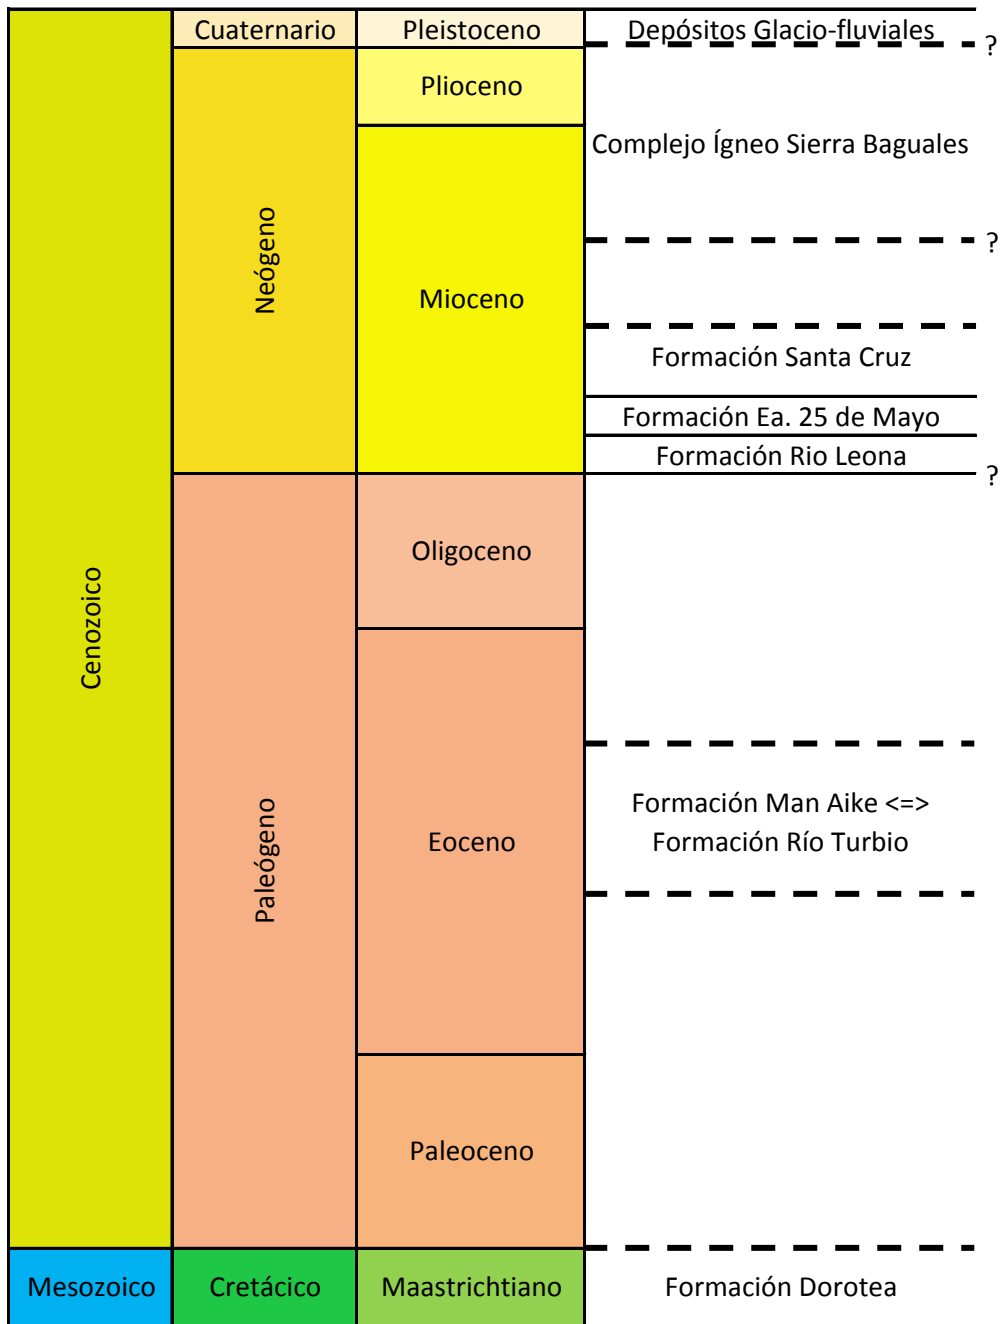 Cuaternario
Pleistoceno
Depósitos Glacio-fluviales
?
Plioceno
Complejo Ígneo Sierra Baguales
Neógeno
?
Mioceno
Formación Santa Cruz
Formación Ea. 25 de Mayo
Formación Rio Leona
?
Oligoceno
Cenozoico
Formación Man Aike <=>
Formación Río Turbio
Eoceno
Paleógeno
Paleoceno
Mesozoico
Cretácico
Maastrichtiano
Formación Dorotea